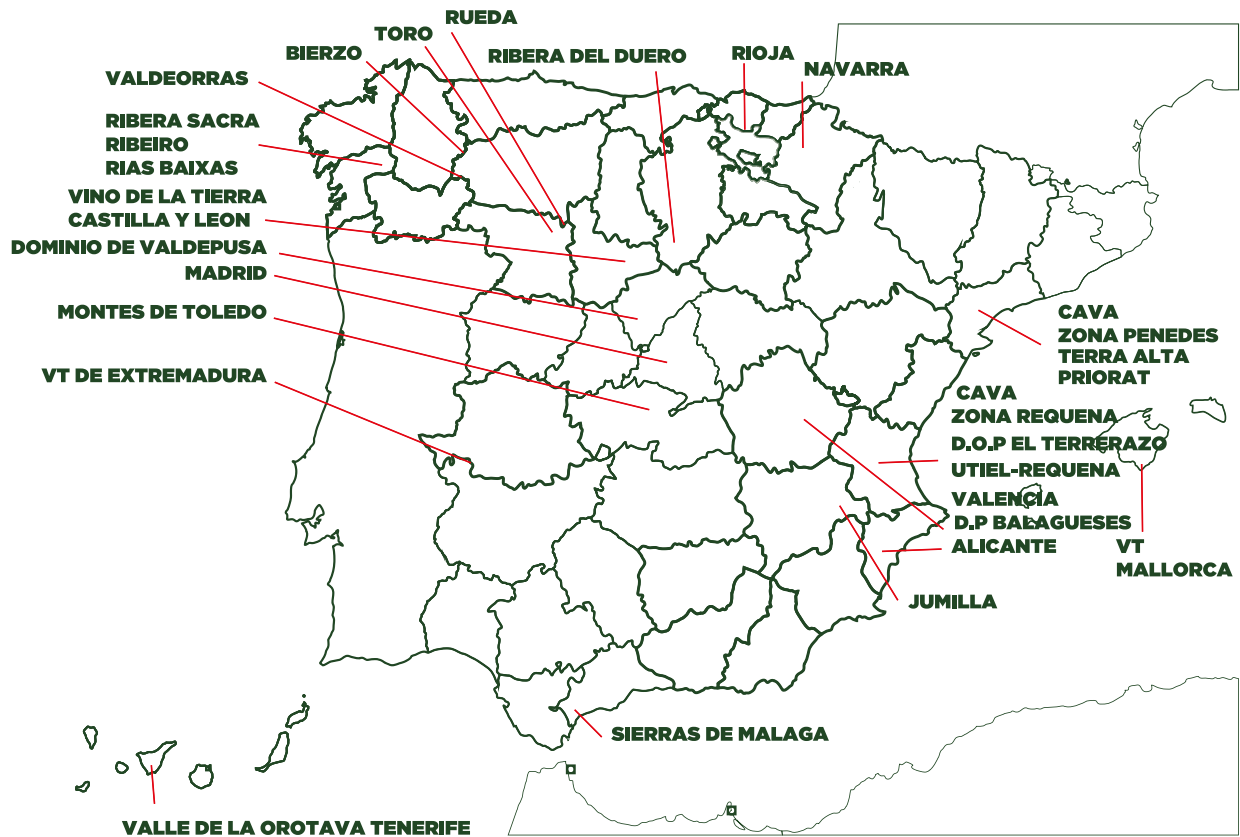 RUEDA
TORO
BIERZO
RIBERA DEL DUERO
RIOJA
NAVARRA
VALDEORRAS
RIBERA SACRA
RIBEIRO
RIAS BAIXAS
VINO DE LA TIERRA
CASTILLA Y LEON
DOMINIO DE VALDEPUSA
MADRID
MONTES DE TOLEDO
VT DE EXTREMADURA
CAVA
ZONA PENEDES
TERRA ALTA
PRIORAT
CAVA
ZONA REQUENA
D.O.P EL TERRERAZO
UTIEL-REQUENA
VALENCIA
D.P BALAGUESES
ALICANTE
VT
MALLORCA
JUMILLA
SIERRAS DE MALAGA
VALLE DE LA OROTAVA TENERIFE